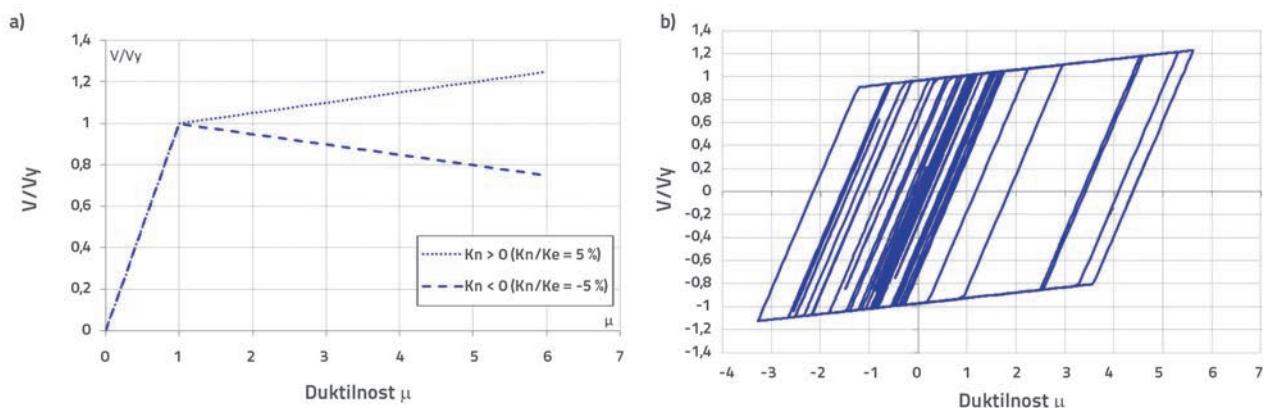 a)
V/Vy
1,4
1,2
1
0,8
0,6
0,4
0,2
0
V/Vy
Kn > 0 (Kn/Ke = 5 %)
Kn < 0 (Kn/Ke = -5 %)
μ
0 1 2 3 4 5 6 7
Duktilnost μ
b)
V/Vy
1,4
1,2
1
0,8
0,6
0,4
0,2
0
-0,2
-0,4
-0,6
-0,8
-1
-1,2
-1,4
-4 -3 -2 -1 0 1 2 3 4 5 6 7
Duktilnost μ